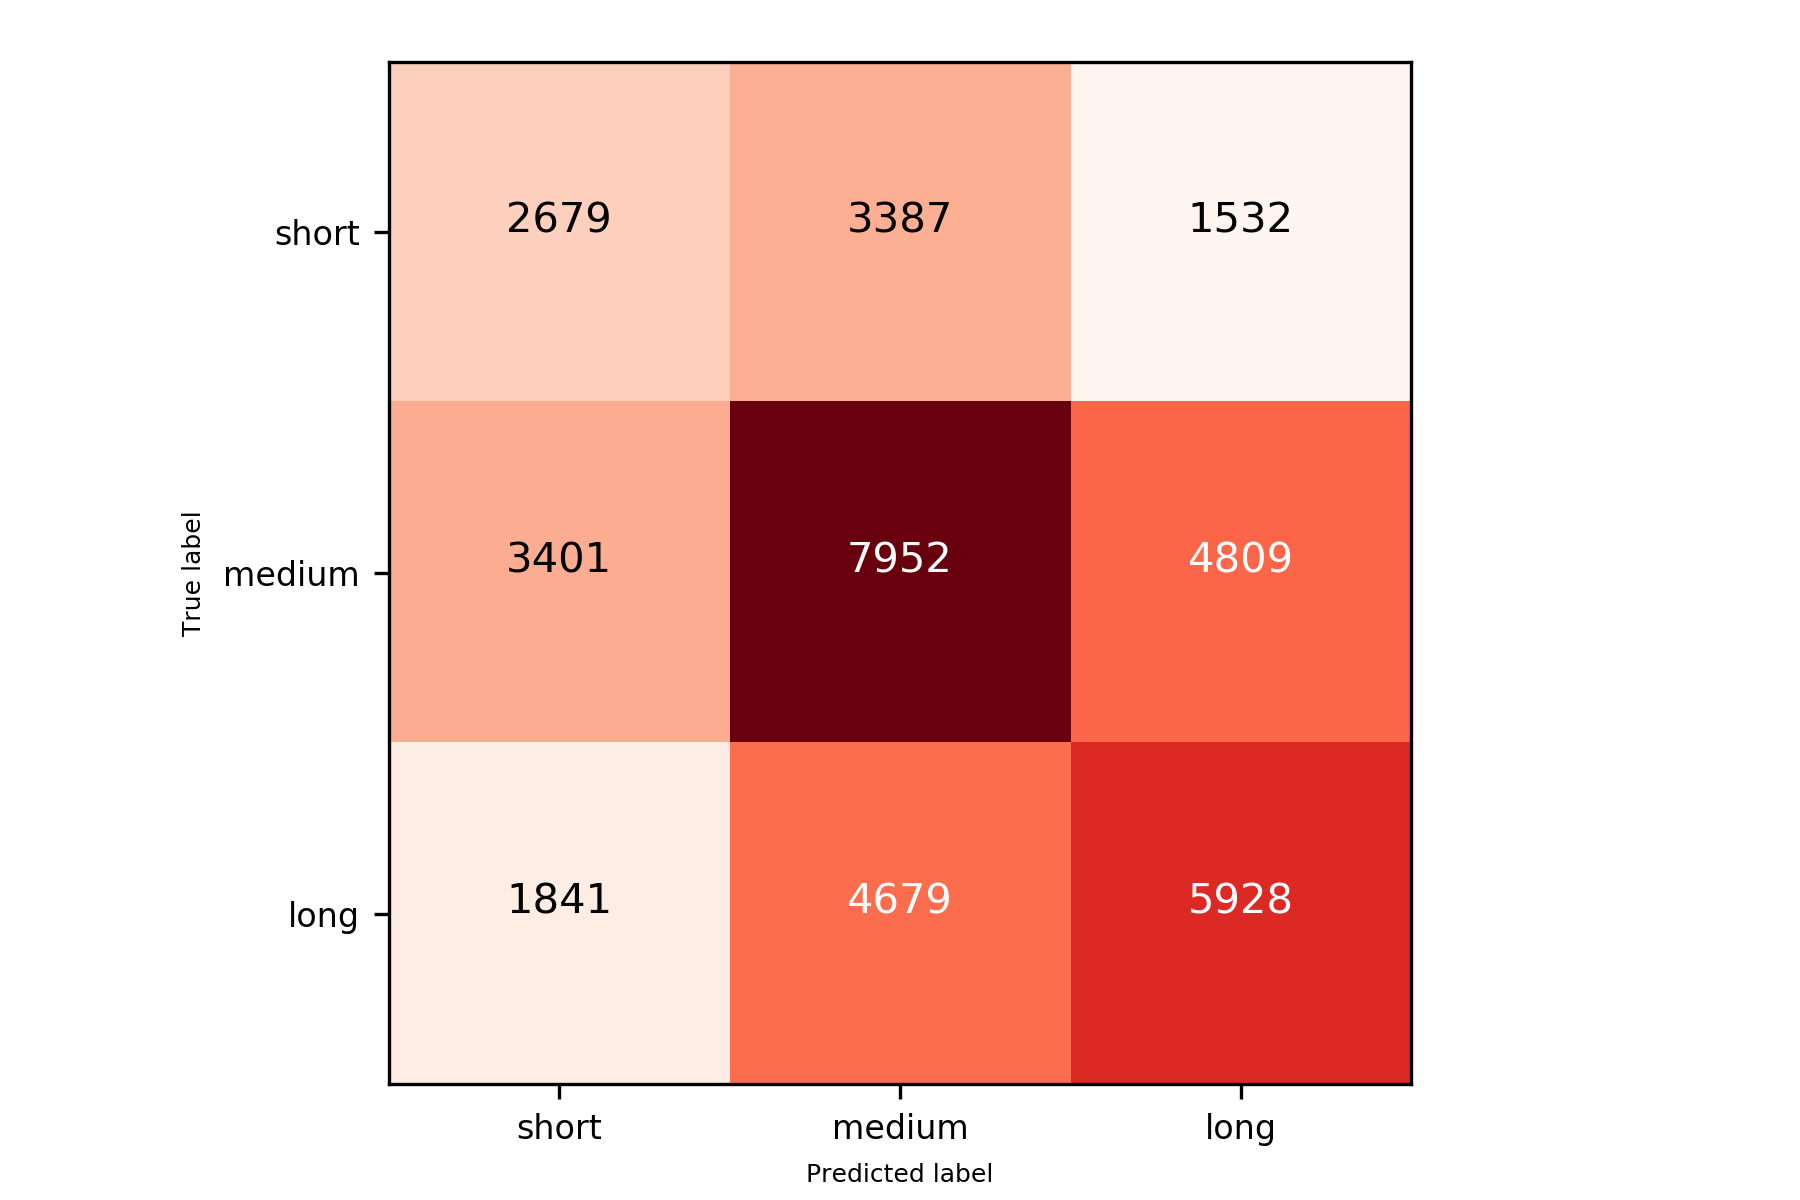 short 2679 3387 1532
medium 3401 7952 4809
long 1841 4679 5928
True label
short medium long
Predicted label